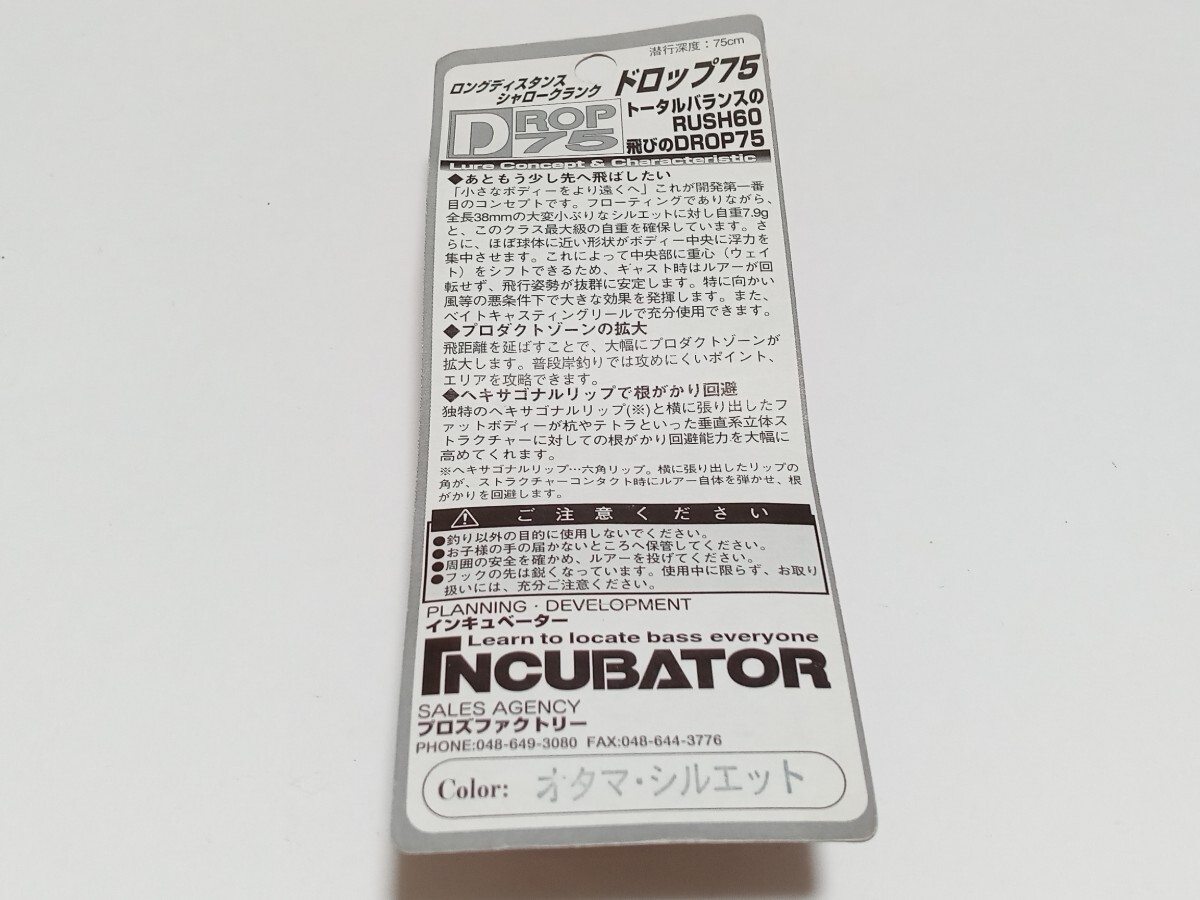 潜行深度：75cm
ロングディスタンス
シャロークランク
ドロップ75
DROP
75
トータルバランスの
RUSH60
飛びのDROP75
Lure Concept & Characteristic
◆あともう少し先へ飛ばしたい
「小さなボディーをより遠くへ」これが開発第一番
目のコンセプトです。フローティングでありながら、
全長38mmの大変小ぶりなシルエットに対し自重7.9g
と、このクラス最大級の自重を確保しています。さ
らに、ほぼ球体に近い形状がボディー中央に浮力を
集中させます。これによって中央部に重心（ウェイ
ト）をシフトできるため、キャスト時はルアーが回
転せず、飛行姿勢が抜群に安定します。特に向かい
風等の悪条件下で大きな効果を発揮します。また、
ベイトキャスティングリールで充分使用できます。
◆プロダクトゾーンの拡大
飛距離を延ばすことで、大幅にプロダクトゾーンが
拡大します。普段岸釣りでは攻めにくいポイント、
エリアを攻略できます。
◆ヘキサゴナルリップで根がかり回避
独特のヘキサゴナルリップ(※)と横に張り出したフ
ァットボディーが杭やテトラといった垂直系立体ス
トラクチャーに対しての根がかり回避能力を大幅に
高めてくれます。
※ヘキサゴナルリップ…六角リップ。横に張り出したリップの
角が、ストラクチャーコンタクト時にルアー自体を弾かせ、根
がかりを回避します。
ご注意ください
●釣り以外の目的に使用しないでください。
●お子様の手の届かないところへ保管してください。
●周囲の安全を確かめ、ルアーを投げてください。
●フックの先は鋭くなっています。使用中に限らず、お取り
扱いには、充分ご注意ください。
PLANNING・DEVELOPMENT
インキュベーター
Learn to locate bass everyone
INCUBATOR
SALES AGENCY
プロズファクトリー
PHONE:048-649-3080 FAX:048-644-3776
Color: オタマ・シルエット